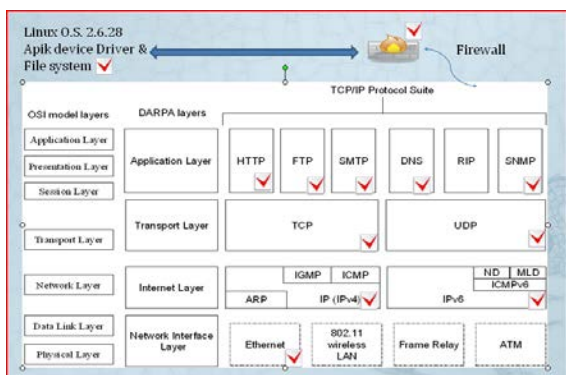 Linux O.S. 2.6.28
Apik device Driver &
File system
Firewall
TCP/IP Protocol Suite
OSI model layers
DARPA layers
Application Layer
Presentation Layer
Session Layer
Transport Layer
Network Layer
Data Link Layer
Physical Layer
Application Layer
HTTP
FTP
SMTP
DNS
RIP
SNMP
Transport Layer
TCP
UDP
Internet Layer
IGMP
ICMP
ARP
IP (IPv4)
ND
MLD
ICMPv6
IPv6
Network Interface
Layer
Ethernet
802.11
wireless
LAN
Frame Relay
ATM